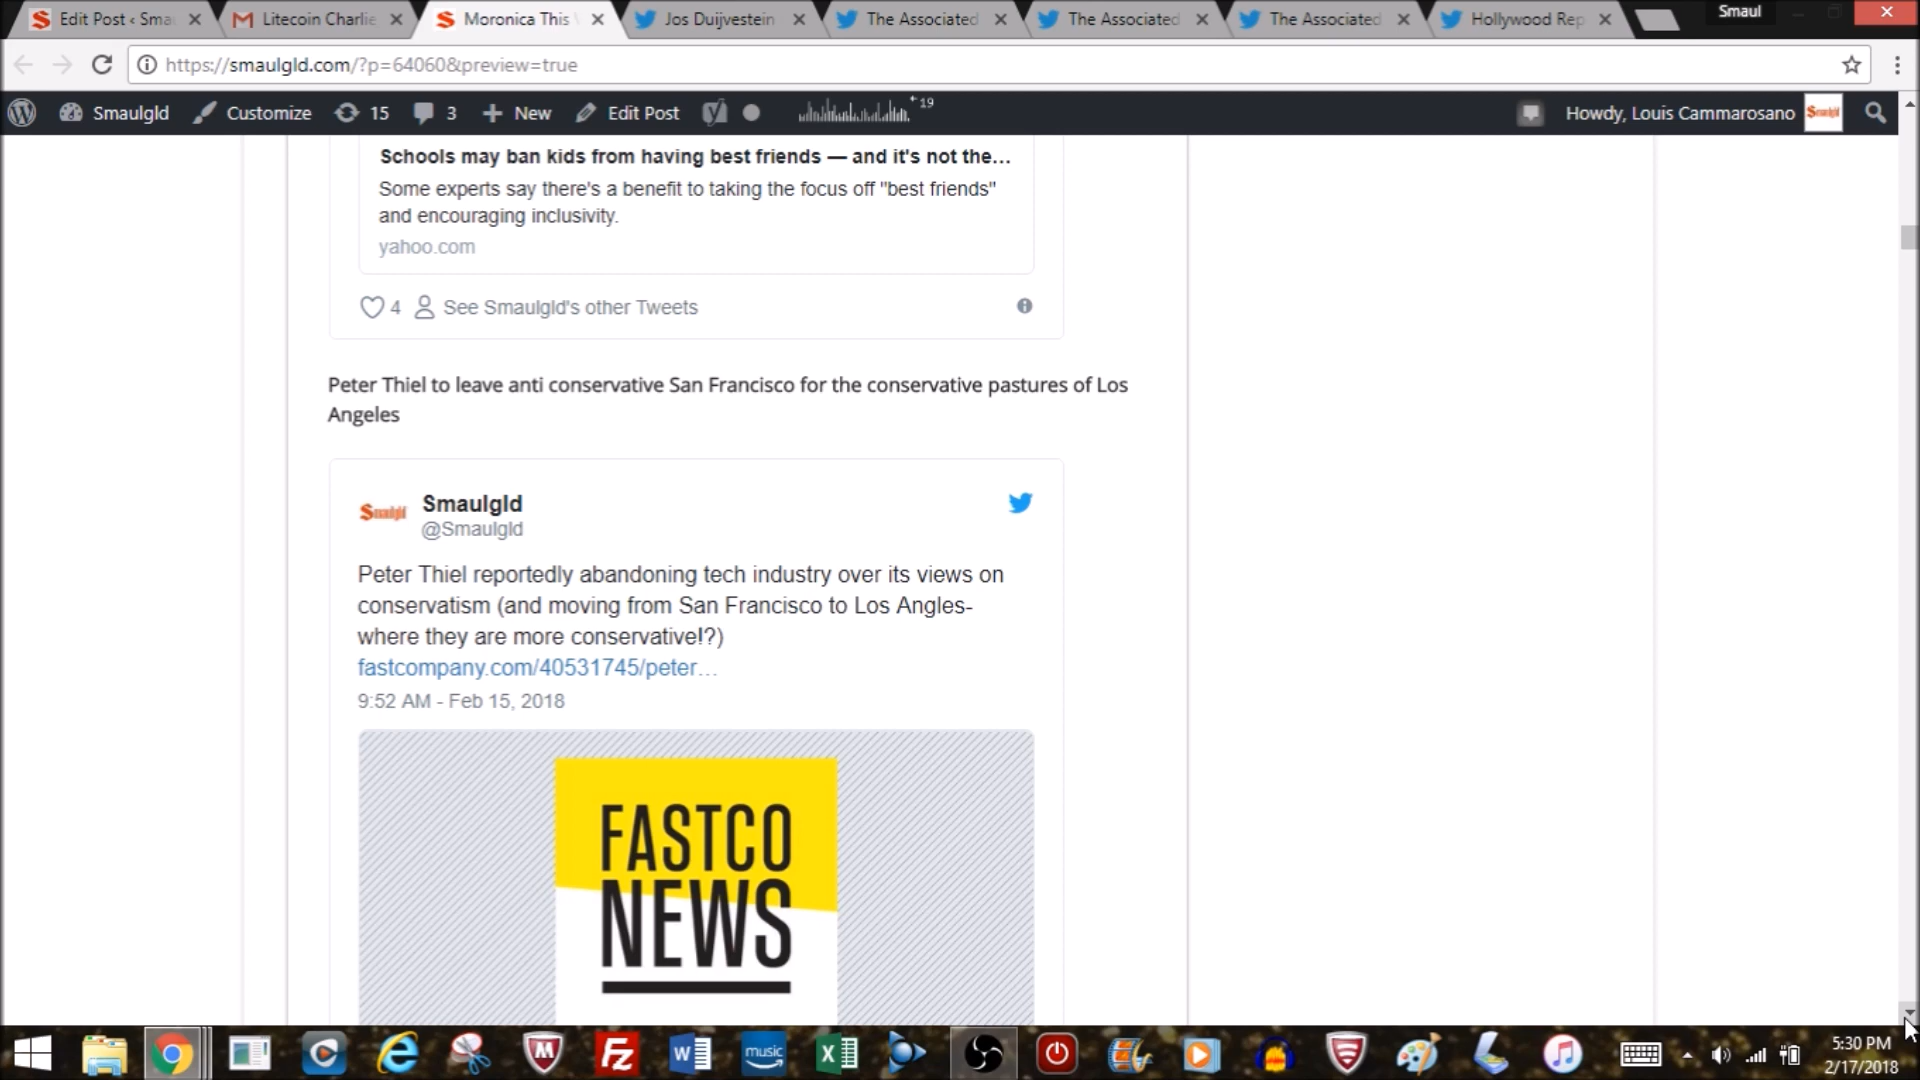 Edit Post ‹ Sma
Litecoin Charlie
Moronica This
Jos Duijvestein
The Associated
The Associated
The Associated
Hollywood Rep
Smaul
https://smaulgld.com/?p=64060&preview=true
Smaulgld
Customize
15
3
New
Edit Post
19
Howdy, Louis Cammarosano
Smaulgld
Schools may ban kids from having best friends — and it's not the...
Some experts say there's a benefit to taking the focus off "best friends"
and encouraging inclusivity.
yahoo.com
4 See Smaulgld's other Tweets
Peter Thiel to leave anti conservative San Francisco for the conservative pastures of Los
Angeles
Smaulgld
Smaulgld
@Smaulgld
Peter Thiel reportedly abandoning tech industry over its views on
conservatism (and moving from San Francisco to Los Angles-
where they are more conservative!?)
fastcompany.com/40531745/peter…
9:52 AM - Feb 15, 2018
FASTCO
NEWS
music
5:30 PM
2/17/2018